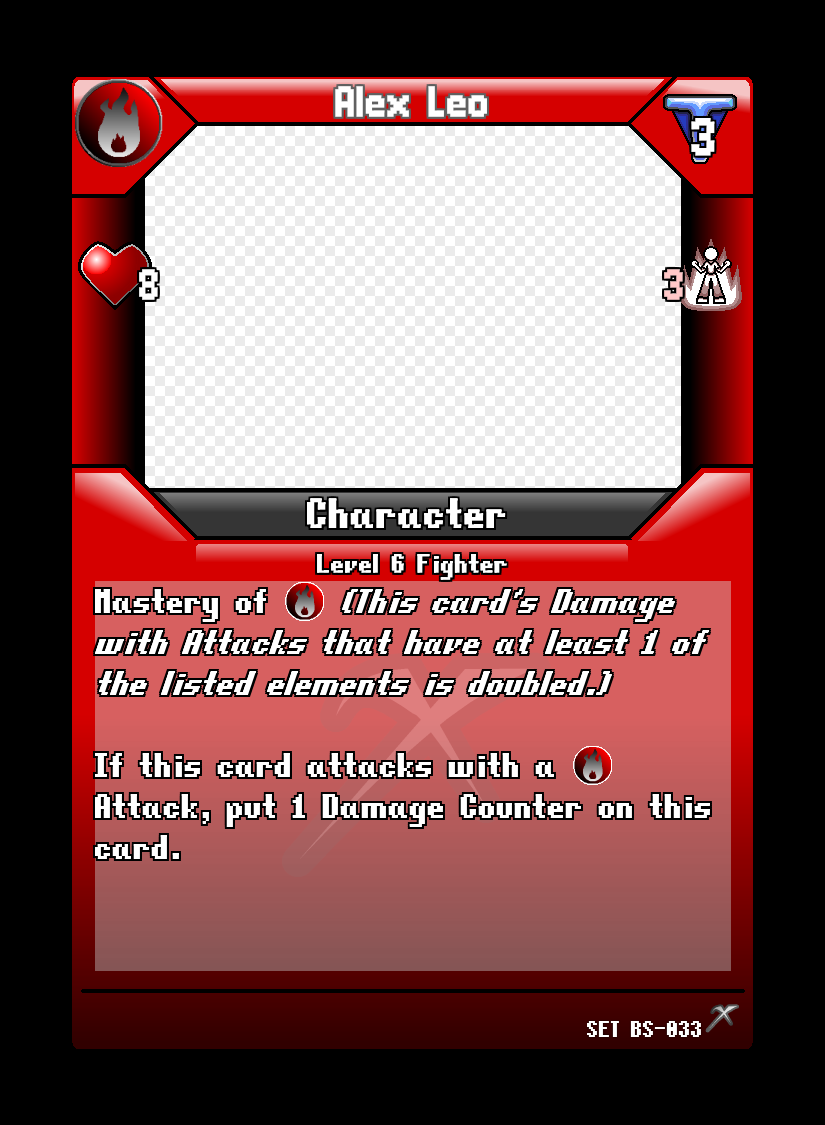 Alex Leo
3
8
3
Character
Level 6 Fighter
Mastery of (This card's Damage
with Attacks that have at least 1 of
the listed elements is doubled.)
If this card attacks with a
Attack, put 1 Damage Counter on this
card.
SET BS-033